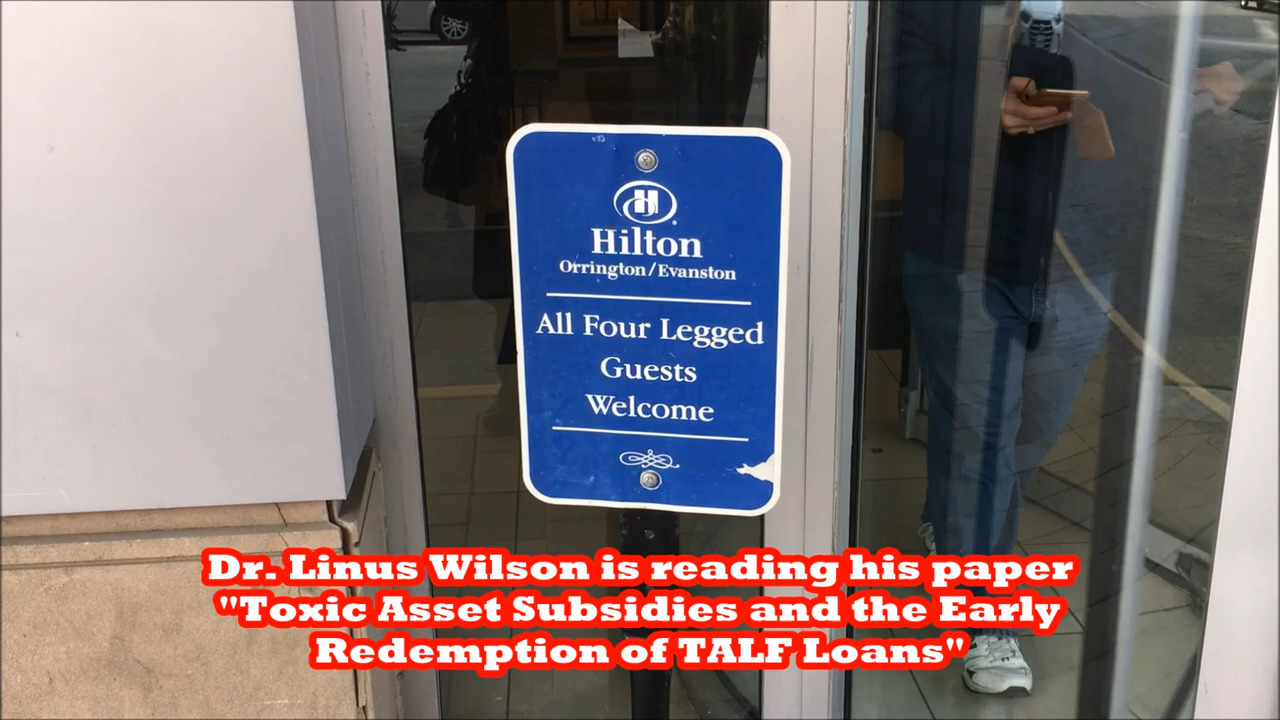 Hilton
Orrington/Evanston
All Four Legged
Guests
Welcome
Dr. Linus Wilson is reading his paper
"Toxic Asset Subsidies and the Early
Redemption of TALF Loans"